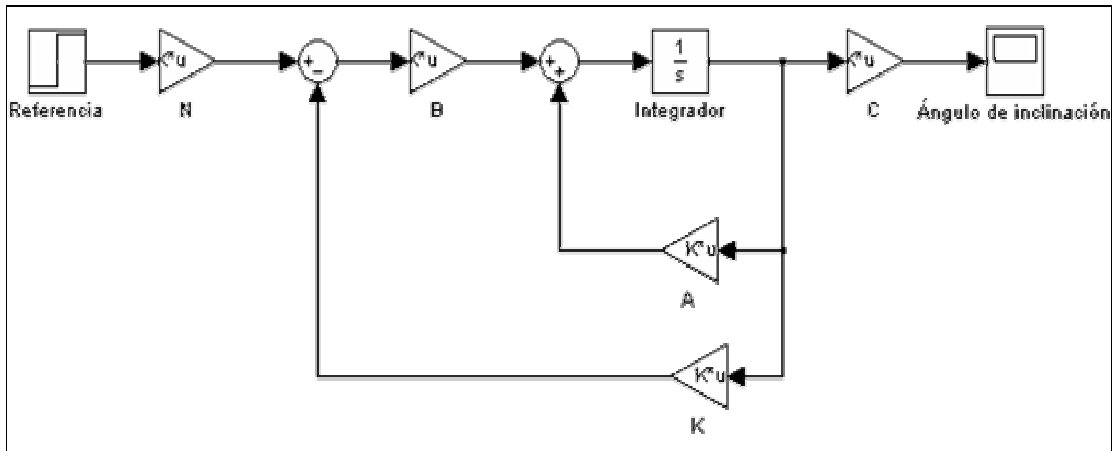 Referencia
*u
N
+
−
*u
B
+
+
1
s
Integrador
*u
C
Ángulo de inclinación
K*u
A
K*u
K